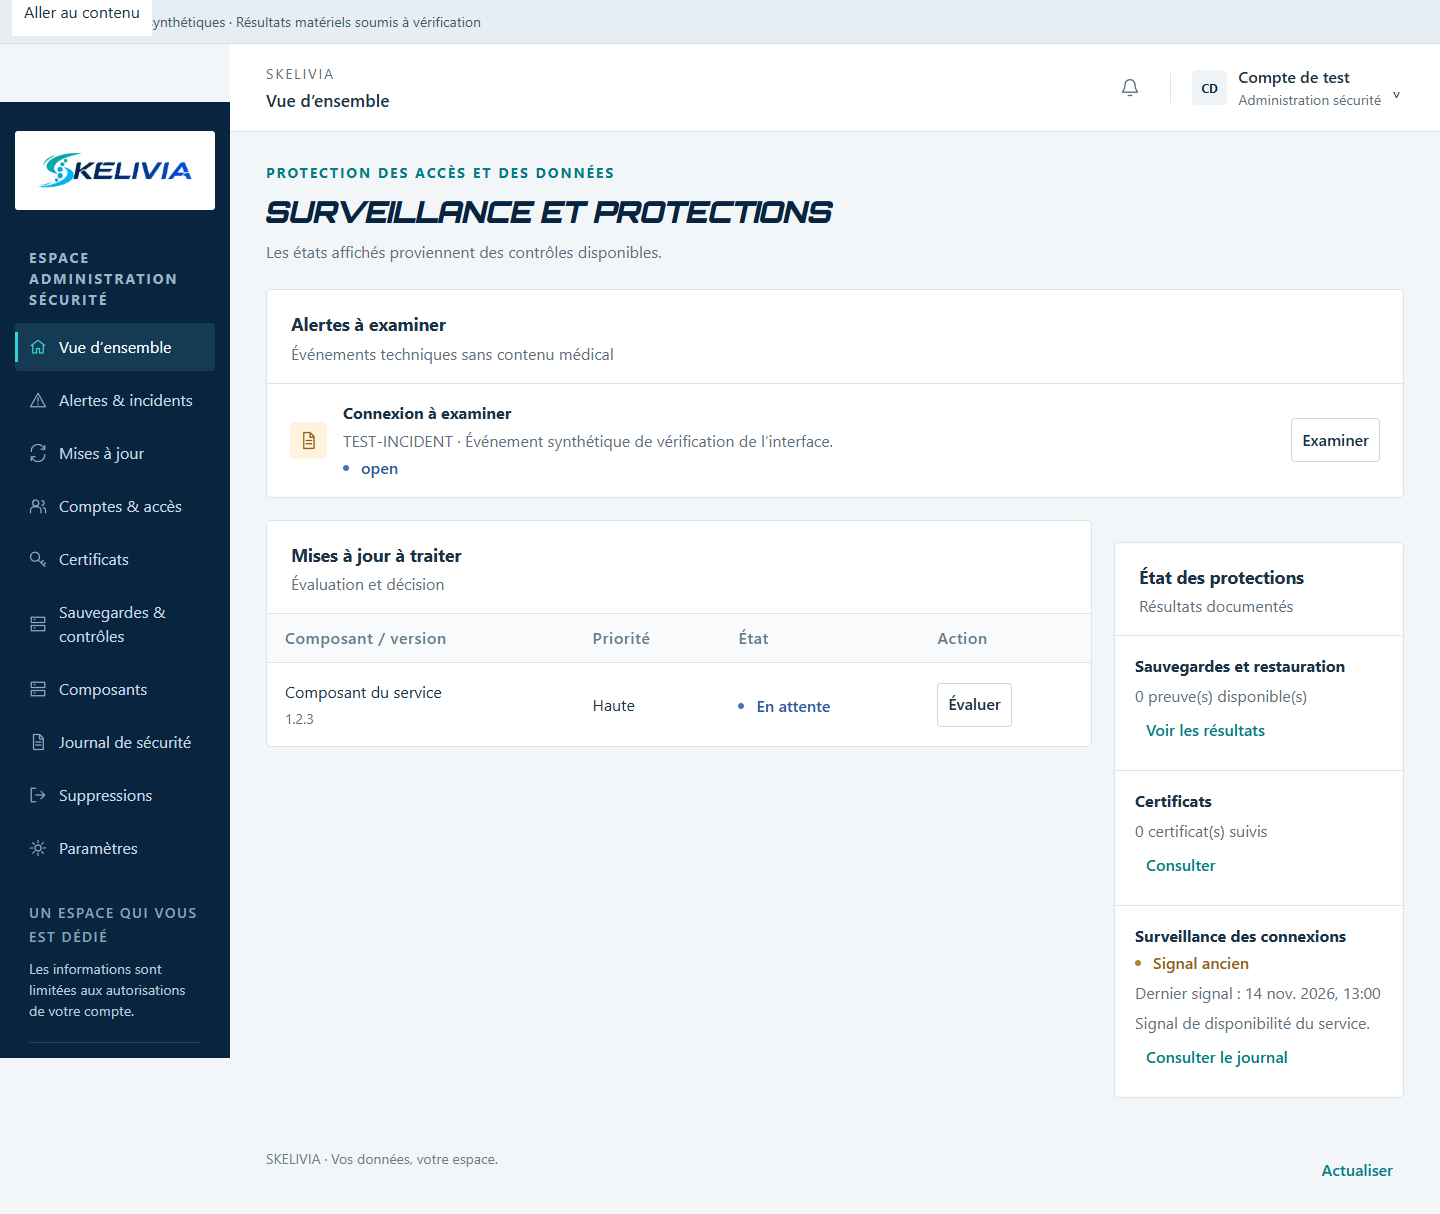 Aller au contenu
synthétiques · Résultats matériels soumis à vérification
SKELIVIA
Vue d’ensemble
CD
Compte de test
Administration sécurité
v
SKELIVIA
ESPACE
ADMINISTRATION
SÉCURITÉ
Vue d’ensemble
Alertes & incidents
Mises à jour
Comptes & accès
Certificats
Sauvegardes &
contrôles
Composants
Journal de sécurité
Suppressions
Paramètres
UN ESPACE QUI VOUS
EST DÉDIÉ
Les informations sont
limitées aux autorisations
de votre compte.
PROTECTION DES ACCÈS ET DES DONNÉES
SURVEILLANCE ET PROTECTIONS
Les états affichés proviennent des contrôles disponibles.
Alertes à examiner
Événements techniques sans contenu médical
Connexion à examiner
TEST-INCIDENT · Événement synthétique de vérification de l’interface.
open
Examiner
Mises à jour à traiter
Évaluation et décision
Composant / version
Priorité
État
Action
Composant du service
1.2.3
Haute
En attente
Évaluer
État des protections
Résultats documentés
Sauvegardes et restauration
0 preuve(s) disponible(s)
Voir les résultats
Certificats
0 certificat(s) suivis
Consulter
Surveillance des connexions
Signal ancien
Dernier signal : 14 nov. 2026, 13:00
Signal de disponibilité du service.
Consulter le journal
SKELIVIA · Vos données, votre espace.
Actualiser